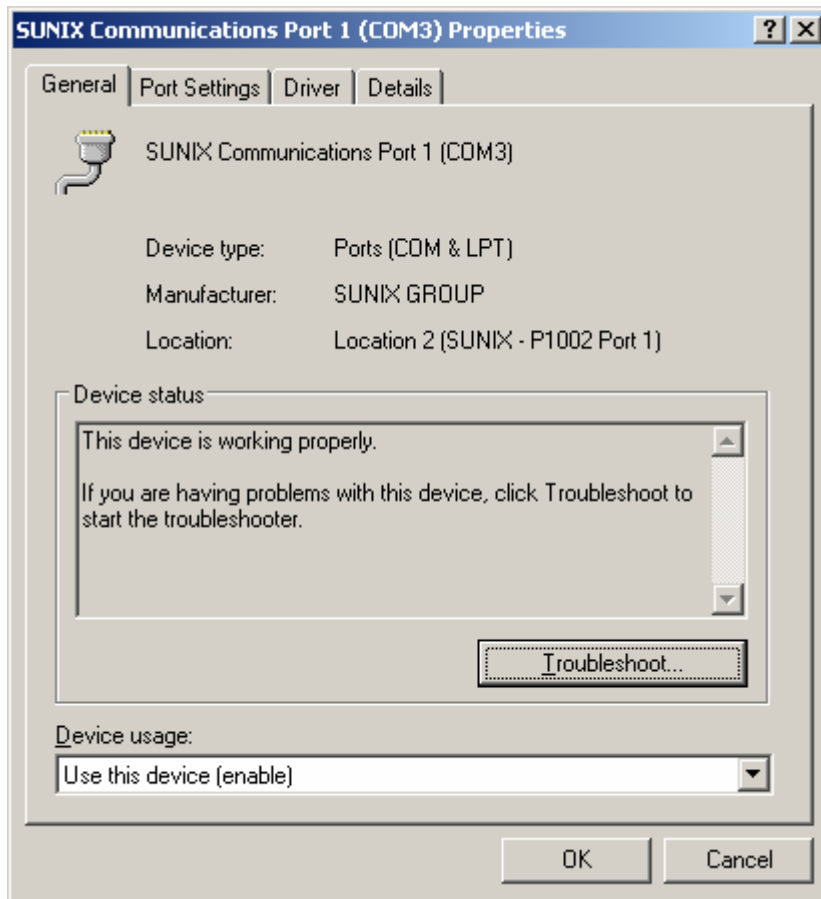 SUNIX Communications Port 1 (COM3) Properties
General Port Settings Driver Details
SUNIX Communications Port 1 (COM3)
Device type: Ports (COM & LPT)
Manufacturer: SUNIX GROUP
Location: Location 2 (SUNIX - P1002 Port 1)
Device status
This device is working properly.
If you are having problems with this device, click Troubleshoot to
start the troubleshooter.
Troubleshoot...
Device usage:
Use this device (enable)
OK Cancel